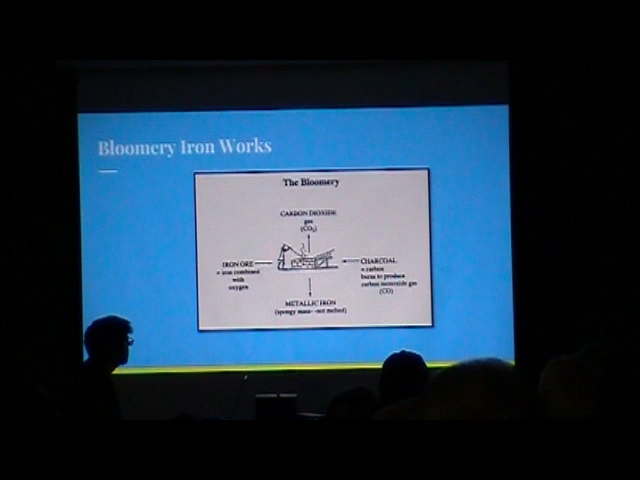 Bloomery Iron Works
The Bloomery
CARBON DIOXIDE
gas
(CO₂)
IRON ORE
= iron combined
with
oxygen
CHARCOAL
= carbon
burns to produce
carbon monoxide gas
(CO)
METALLIC IRON
(spongy mass--not melted)